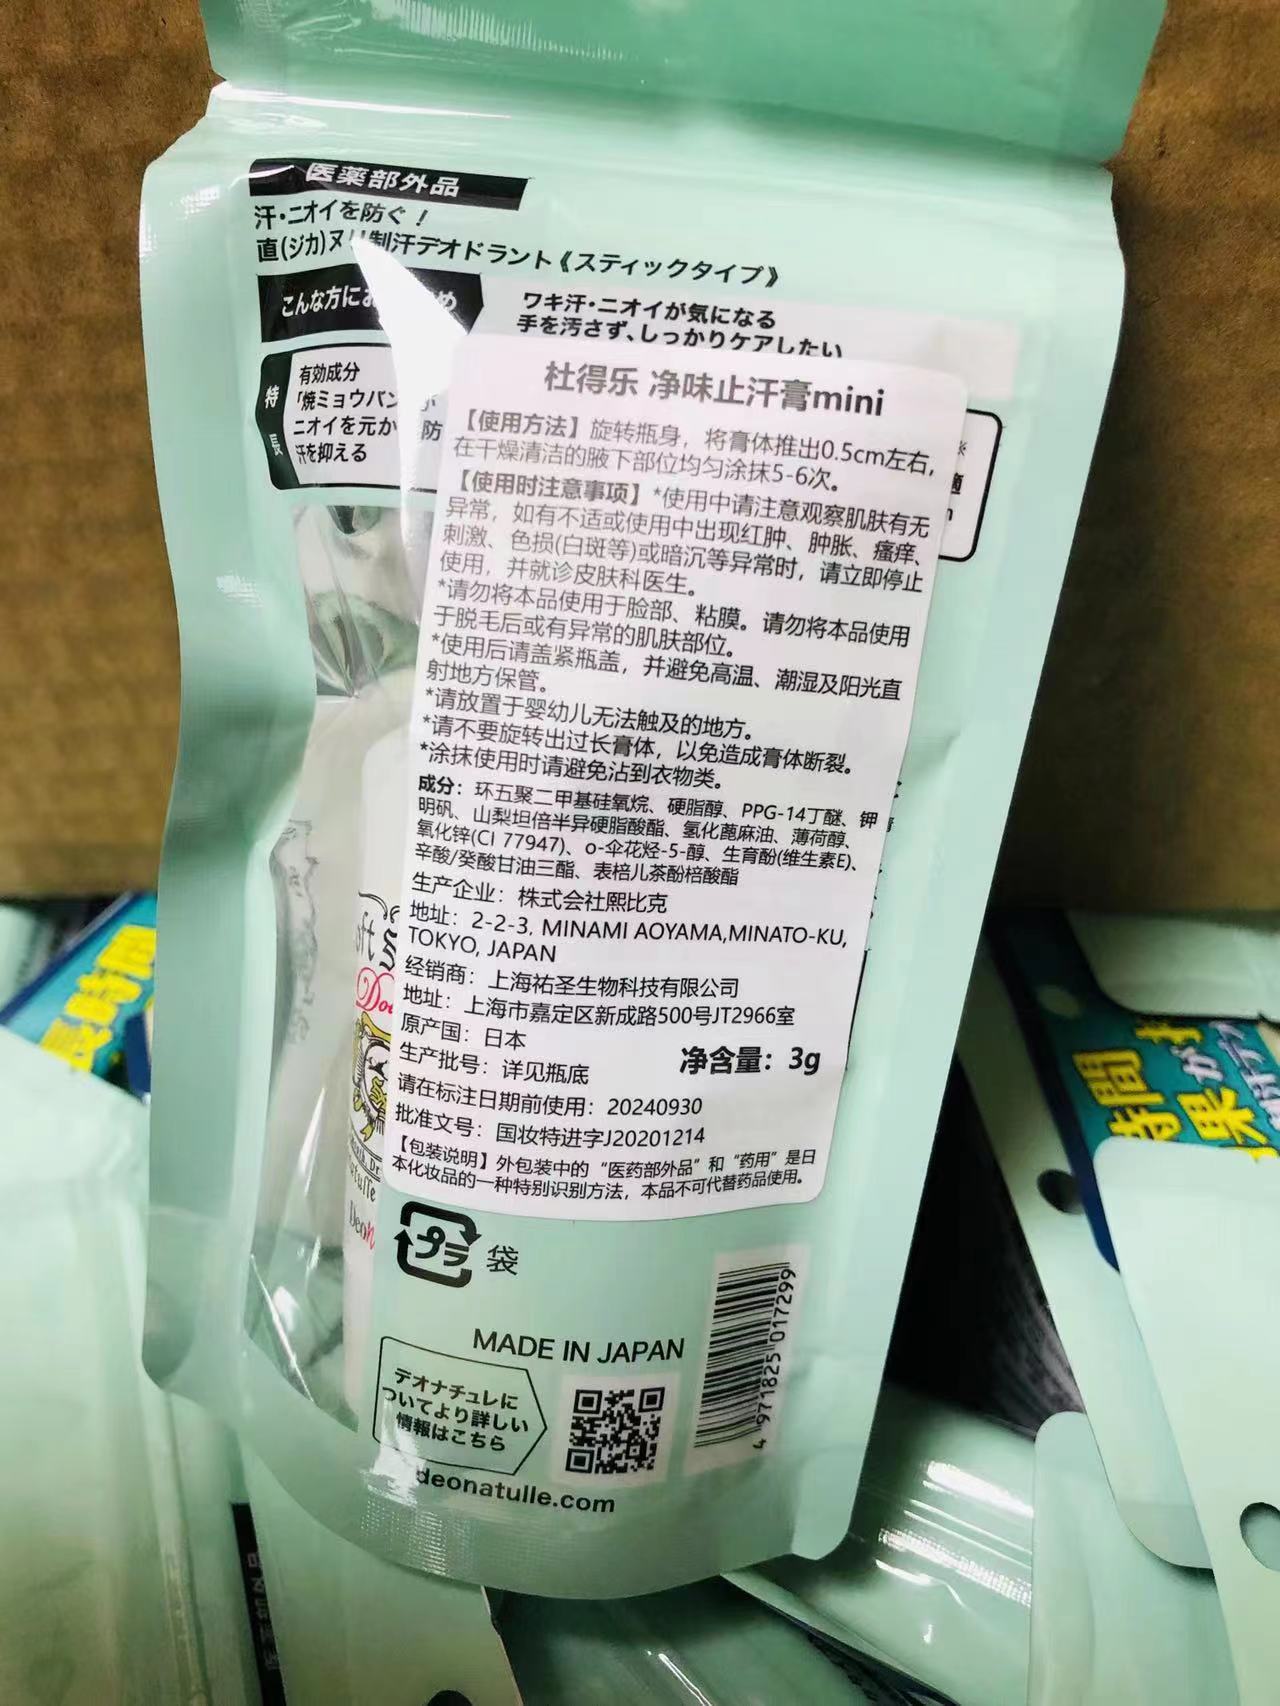 医薬部外品
汗・ニオイを防ぐ！
直(ジカ)ヌリ制汗デオドラント《スティックタイプ》
こんな方にお め
ワキ汗・ニオイが気になる
手を汚さず、しっかりケアしたい
特長
有効成分
「焼ミョウバン が
ニオイを元か 防
汗を抑える
杜得乐 净味止汗膏mini
【使用方法】旋转瓶身，将膏体推出0.5cm左右，
在干燥清洁的腋下部位均匀涂抹5-6次。
【使用时注意事项】*使用中请注意观察肌肤有无
异常，如有不适或使用中出现红肿、肿胀、瘙痒、
刺激、色损(白斑等)或暗沉等异常时，请立即停止
使用，并就诊皮肤科医生。
*请勿将本品使用于脸部、粘膜。请勿将本品使用
于脱毛后或有异常的肌肤部位。
*使用后请盖紧瓶盖，并避免高温、潮湿及阳光直
射地方保管。
*请放置于婴幼儿无法触及的地方。
*请不要旋转出过长膏体，以免造成膏体断裂。
*涂抹使用时请避免沾到衣物类。
成分：环五聚二甲基硅氧烷、硬脂醇、PPG-14丁醚、钾
明矾、山梨坦倍半异硬脂酸酯、氢化蓖麻油、薄荷醇、
氧化锌(CI 77947)、o-伞花烃-5-醇、生育酚(维生素E)、
辛酸/癸酸甘油三酯、表棓儿茶酚棓酸酯
生产企业：株式会社熙比克
地址：2-2-3, MINAMI AOYAMA,MINATO-KU,
TOKYO, JAPAN
经销商：上海祐圣生物科技有限公司
地址：上海市嘉定区新成路500号JT2966室
原产国：日本
生产批号：详见瓶底
净含量：3g
请在标注日期前使用：20240930
批准文号：国妆特进字J20201214
【包装说明】外包装中的“医药部外品”和“药用”是日
本化妆品的一种特别识别方法，本品不可代替药品使用。
プラ 袋
MADE IN JAPAN
デオナチュレに
ついてより詳しい
情報はこちら
deonatulle.com
4 971825 017299